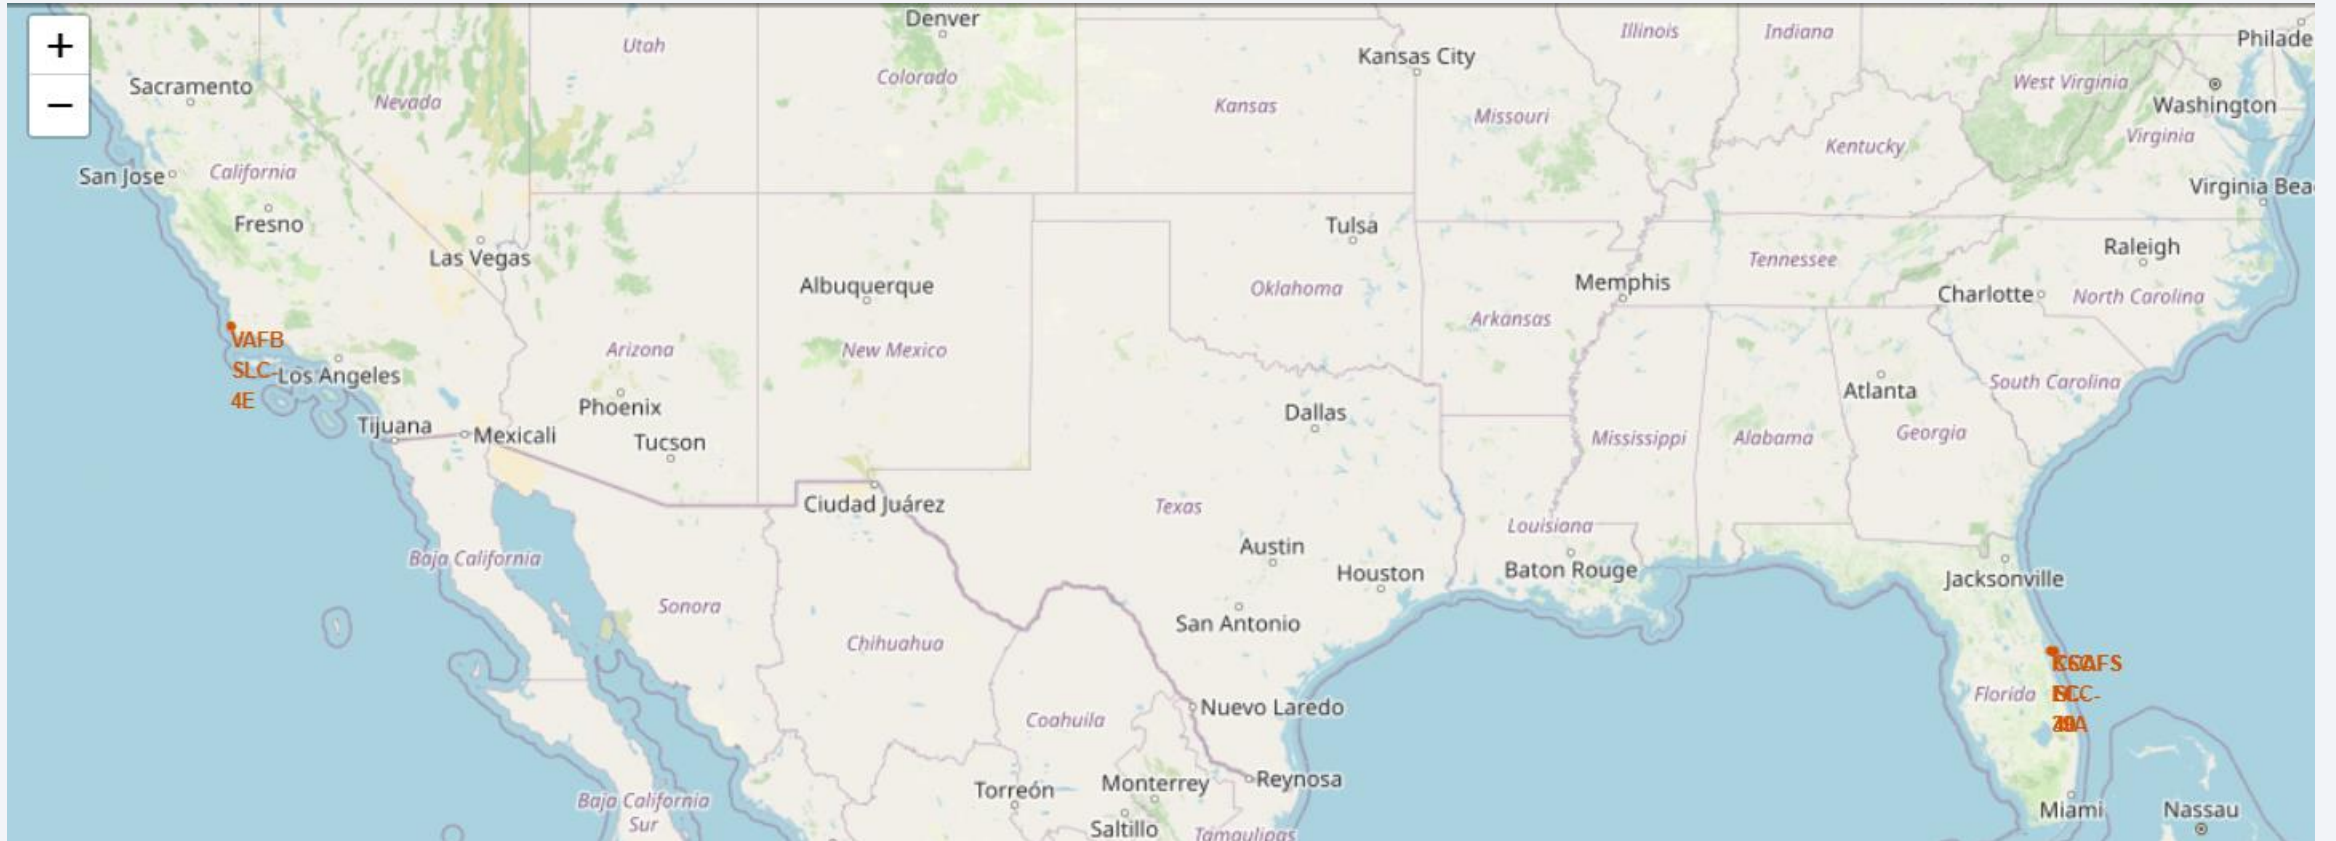 +
−
Denver
Utah
Colorado
Kansas City
Illinois
Indiana
Philade
Sacramento
Nevada
Kansas
Missouri
West Virginia
Washington
Virginia
Kentucky
San Jose
California
Virginia Bea
Fresno
Tulsa
Las Vegas
Raleigh
Tennessee
Albuquerque
Oklahoma
Memphis
Charlotte
North Carolina
Arkansas
VAFB
SLC-
4E
Los Angeles
Arizona
New Mexico
South Carolina
Atlanta
Phoenix
Dallas
Tijuana
Mexicali
Tucson
Mississippi
Alabama
Georgia
Ciudad Juárez
Texas
Louisiana
Austin
Baja California
Houston
Baton Rouge
Jacksonville
Sonora
San Antonio
Chihuahua
Florida
Nuevo Laredo
Coahuila
Reynosa
Torreón
Monterrey
Baja California
Sur
Miami
Nassau
Saltillo
Tamaulipas